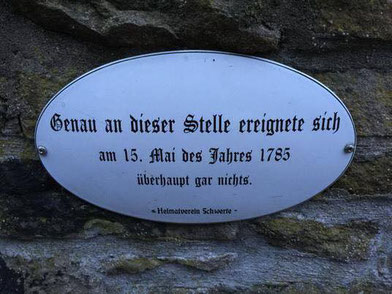 Genau an dieser Stelle ereignete sich
am 15. Mai des Jahres 1785
überhaupt gar nichts.
- Heimatverein Schwerte -